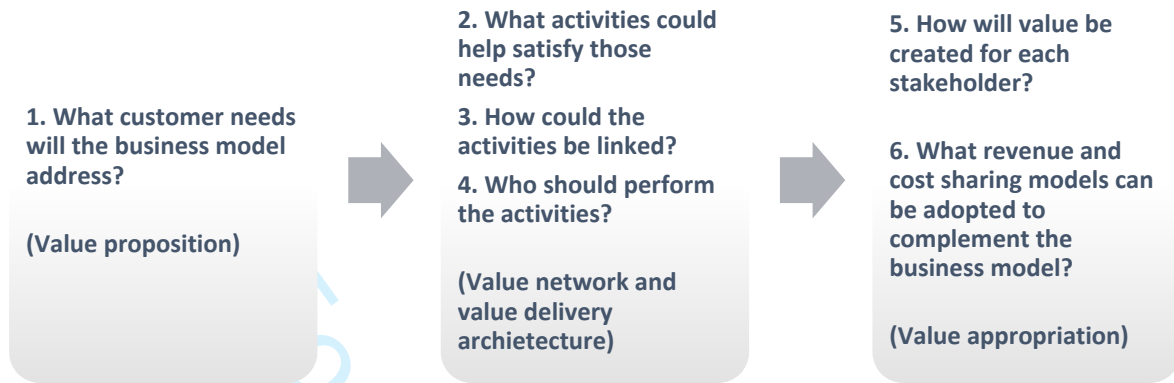 1. What customer needs
will the business model
address?
(Value proposition)
2. What activities could
help satisfy those
needs?
3. How could the
activities be linked?
4. Who should perform
the activities?
(Value network and
value delivery
archietecture)
5. How will value be
created for each
stakeholder?
6. What revenue and
cost sharing models can
be adopted to
complement the
business model?
(Value appropriation)